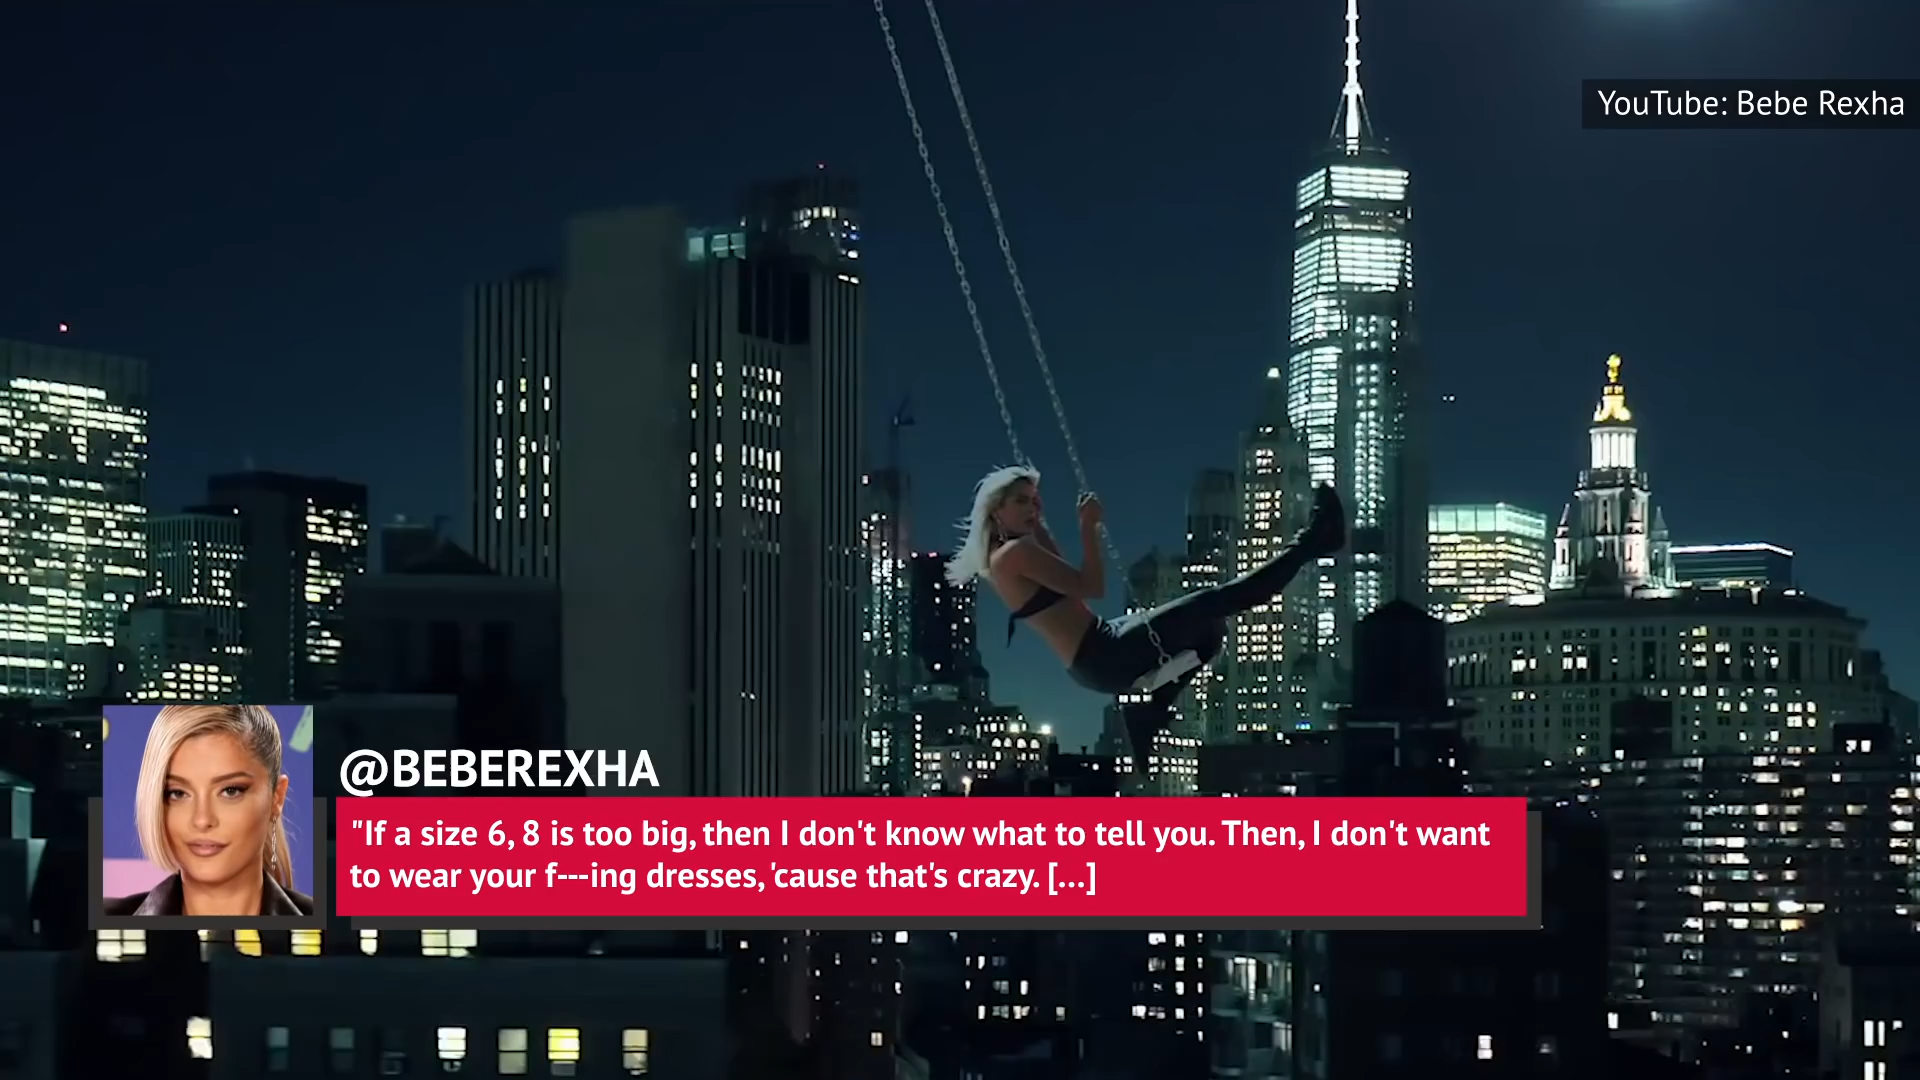 YouTube: Bebe Rexha
@BEBEREXHA
"If a size 6, 8 is too big, then I don't know what to tell you. Then, I don't want
to wear your f---ing dresses, 'cause that's crazy. [...]